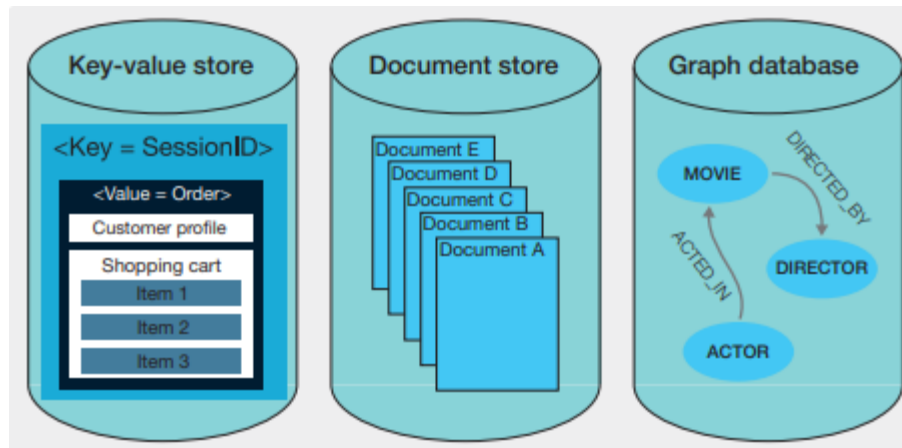 Key-value store
<Key = SessionID>
<Value = Order>
Customer profile
Shopping cart
Item 1
Item 2
Item 3
Document store
Document E
Document D
Document C
Document B
Document A
Graph database
MOVIE
DIRECTED_BY
ACTED_IN
DIRECTOR
ACTOR